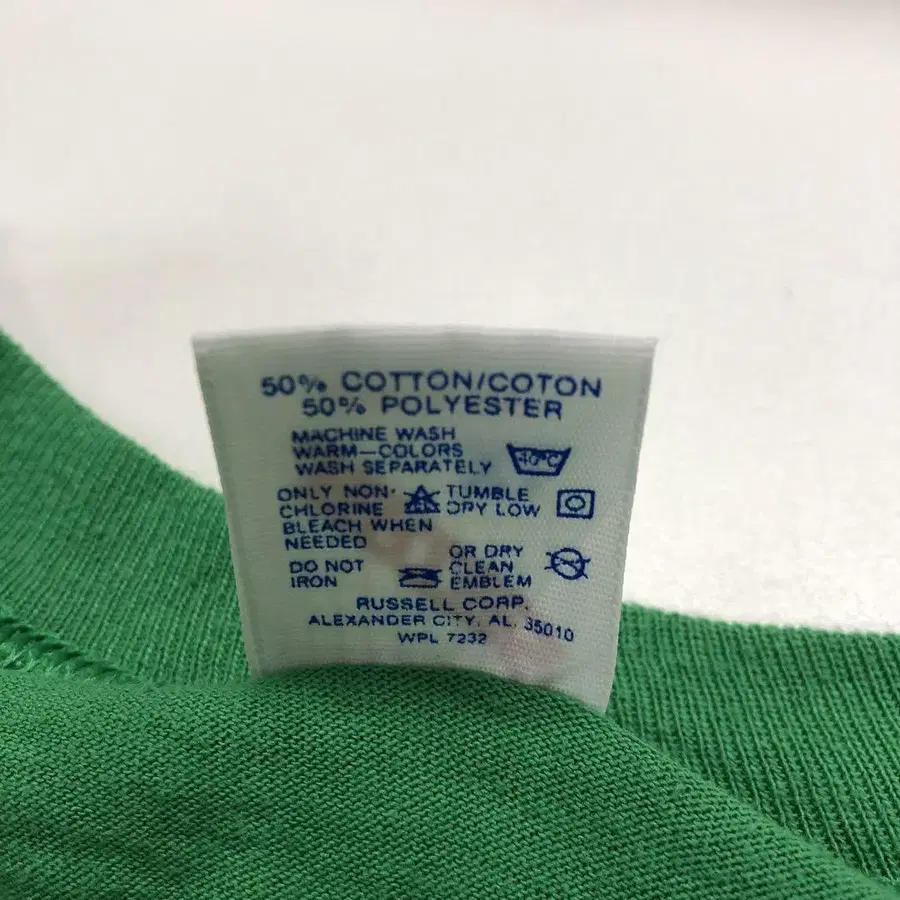 50% COTTON/COTON
50% POLYESTER
MACHINE WASH
WARM—COLORS
WASH SEPARATELY
40°C
ONLY NON-
CHLORINE
BLEACH WHEN
NEEDED
TUMBLE
DRY LOW
DO NOT
IRON
OR DRY
CLEAN
EMBLEM
RUSSELL CORP.
ALEXANDER CITY, AL. 35010
WPL 7232